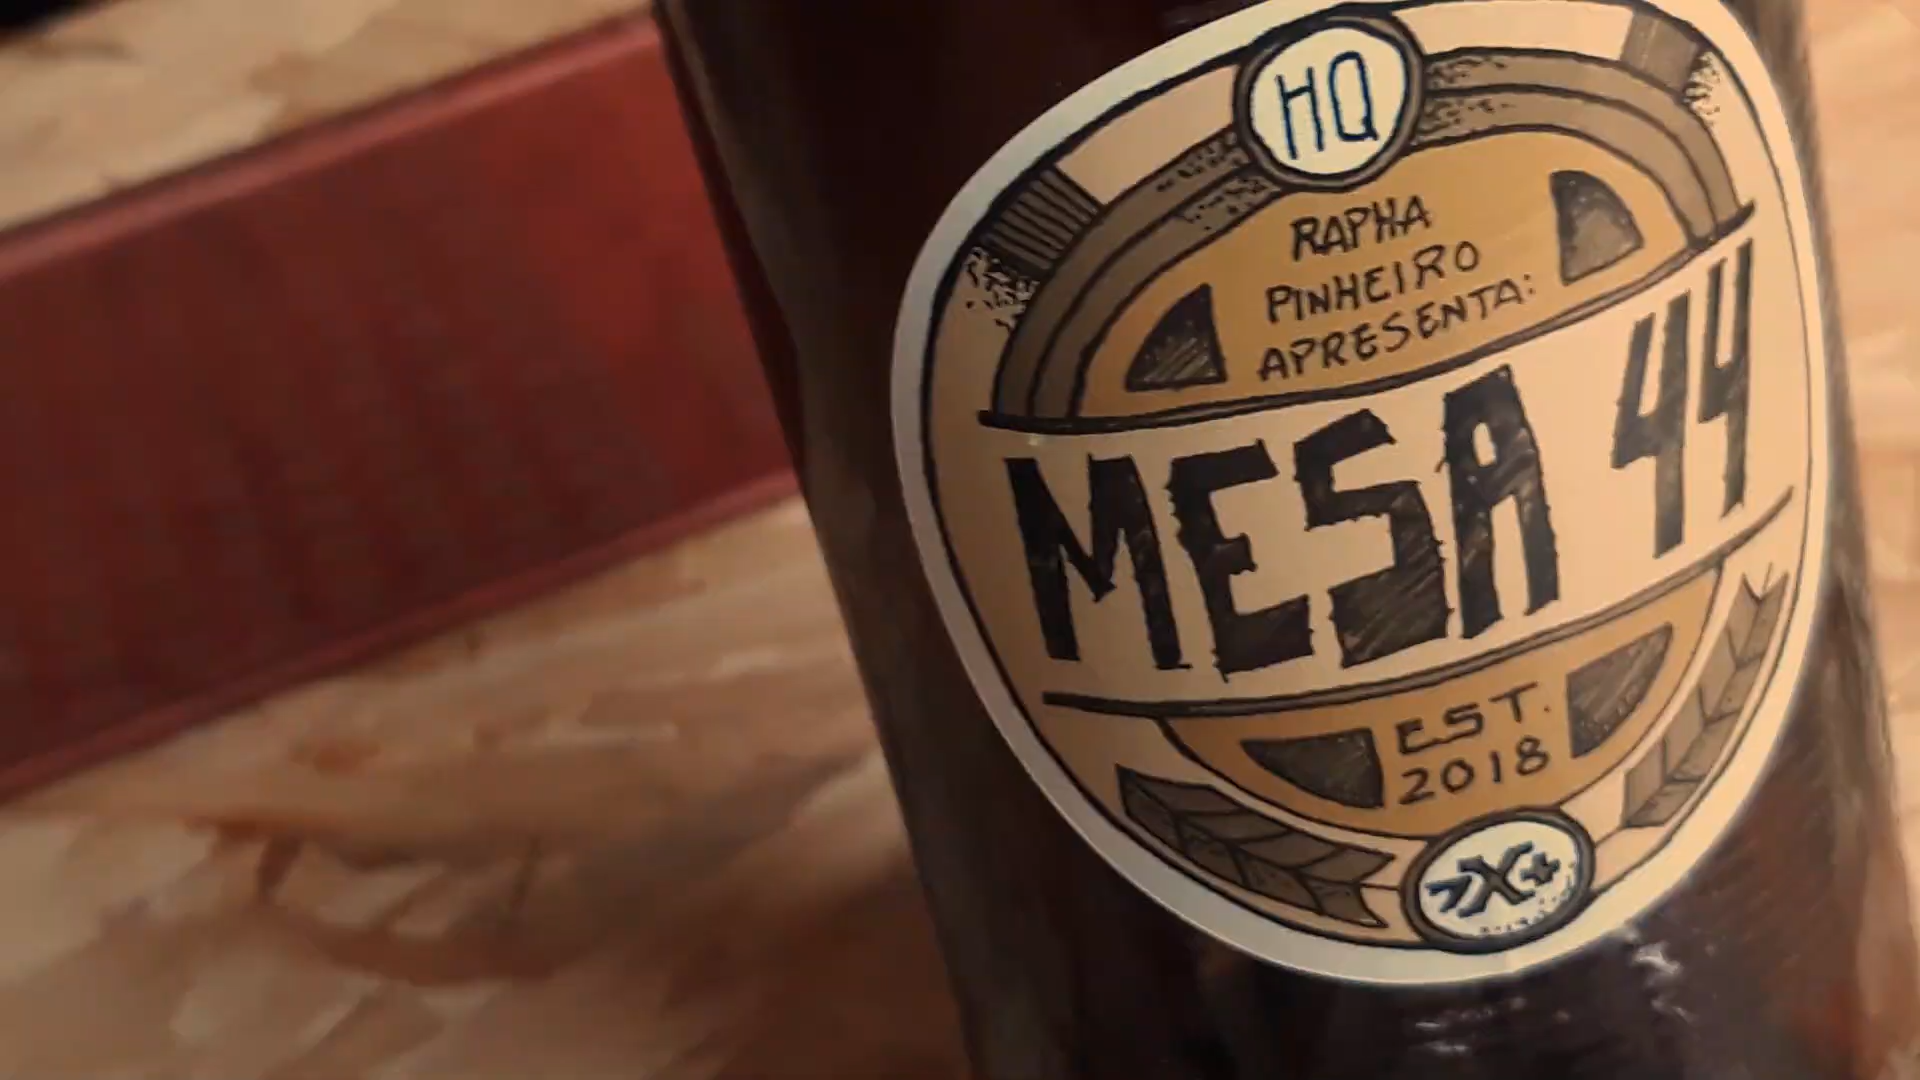 HQ
RAPHA
PINHEIRO
APRESENTA:
MESA 44
EST.
2018